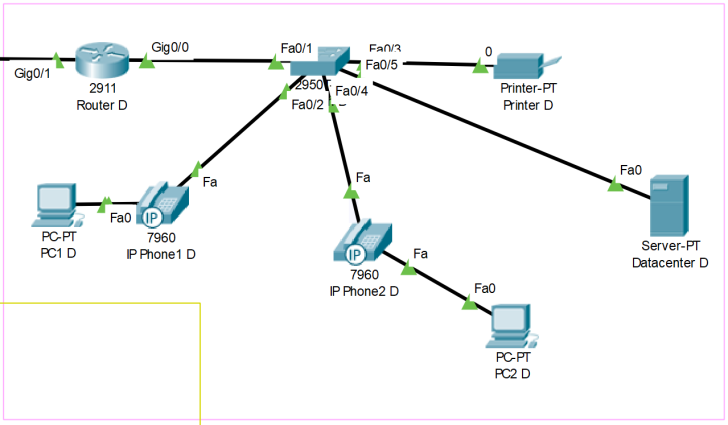 Gig0/1
Gig0/0
2911
Router D
Fa0/1
Fa0/3
Fa0/5
2950
Fa0/4
Fa0/2
D
0
Printer-PT
Printer D
Fa
Fa0
PC-PT
PC1 D
IP
7960
IP Phone1 D
Fa
IP
7960
IP Phone2 D
Fa
Fa0
PC-PT
PC2 D
Fa0
Server-PT
Datacenter D